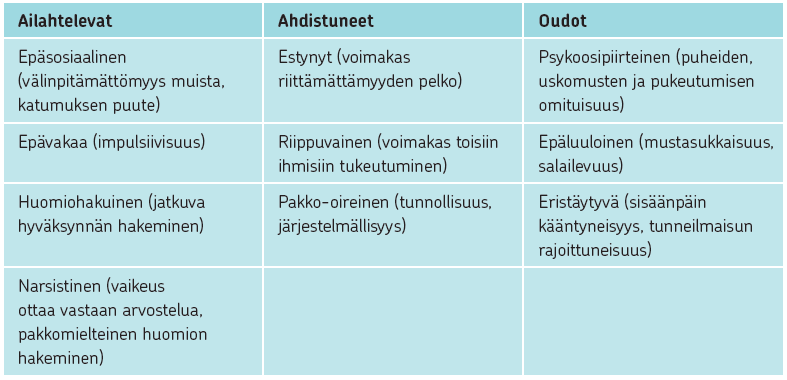 Ailahtelevat
Ahdistuneet
Oudot
Epäsosiaalinen
(välinpitämättömyys muista,
katumuksen puute)
Estynyt (voimakas
riittämättämyyden pelko)
Psykoosipiirteinen (puheiden,
uskomusten ja pukeutumisen
omituisuus)
Epävakaa (impulsiivisuus)
Riippuvainen (voimakas toisiin
ihmisiin tukeutuminen)
Epäluuloinen (mustasukkaisuus,
salailevuus)
Huomiohakuinen (jatkuva
hyväksynnän hakeminen)
Pakko-oireinen (tunnollisuus,
järjestelmällisyys)
Eristäytyvä (sisäänpäin
kääntyneisyys, tunneilmaisun
rajoittuneisuus)
Narsistinen (vaikeus
ottaa vastaan arvostelua,
pakkomielteinen huomion
hakeminen)